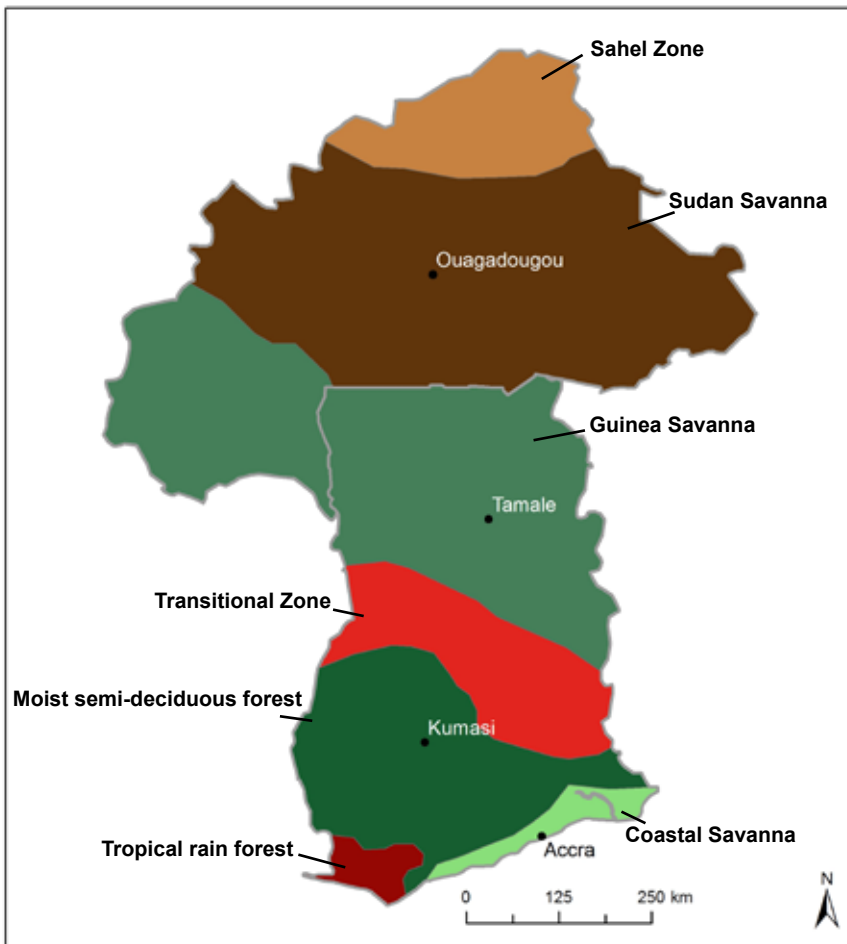 Sahel Zone
Sudan Savanna
Ouagadougou
Guinea Savanna
Tamale
Transitional Zone
Moist semi-deciduous forest
Kumasi
Coastal Savanna
Tropical rain forest
Accra
0 125 250 km
N